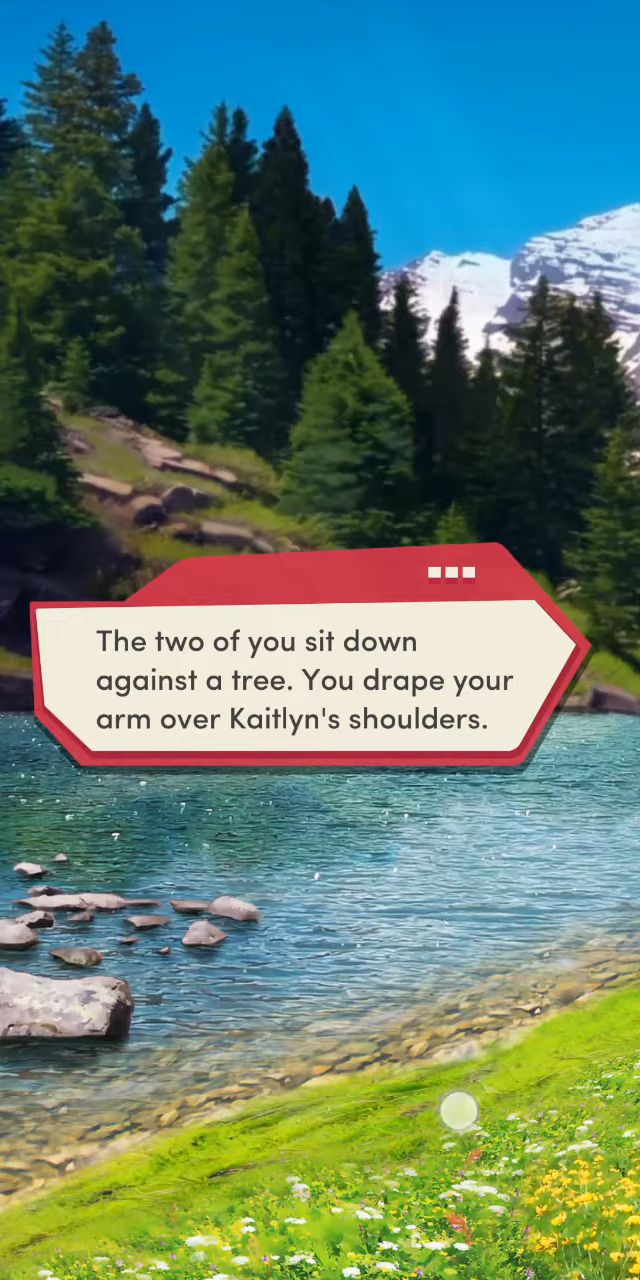 The two of you sit down
against a tree. You drape your
arm over Kaitlyn's shoulders.